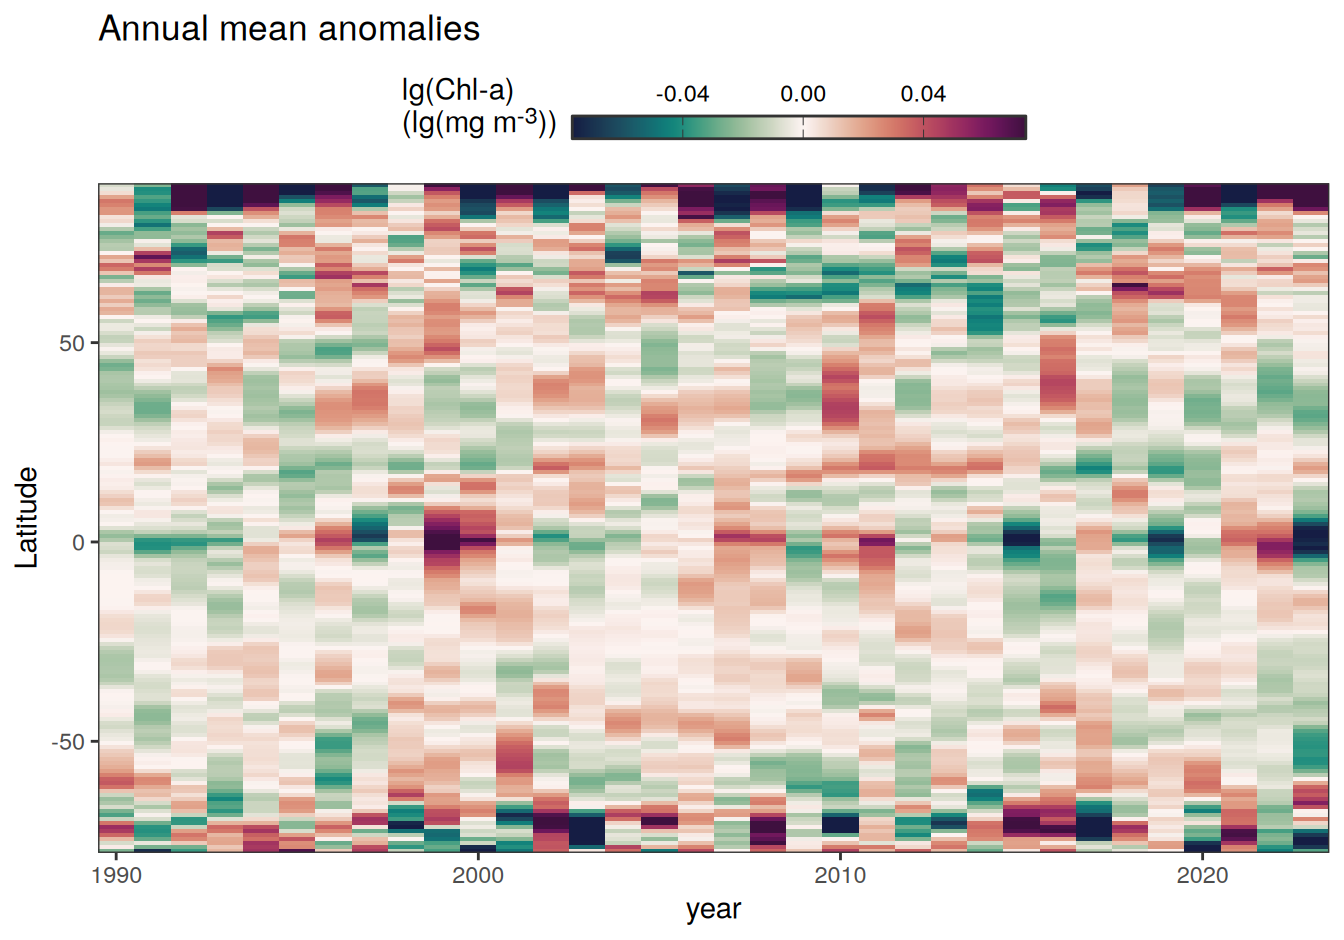 Annual mean anomalies
lg(Chl-a)
(lg(mg m-3))
-0.04 0.00 0.04
Latitude
50
0
-50
1990 2000 2010 2020
year